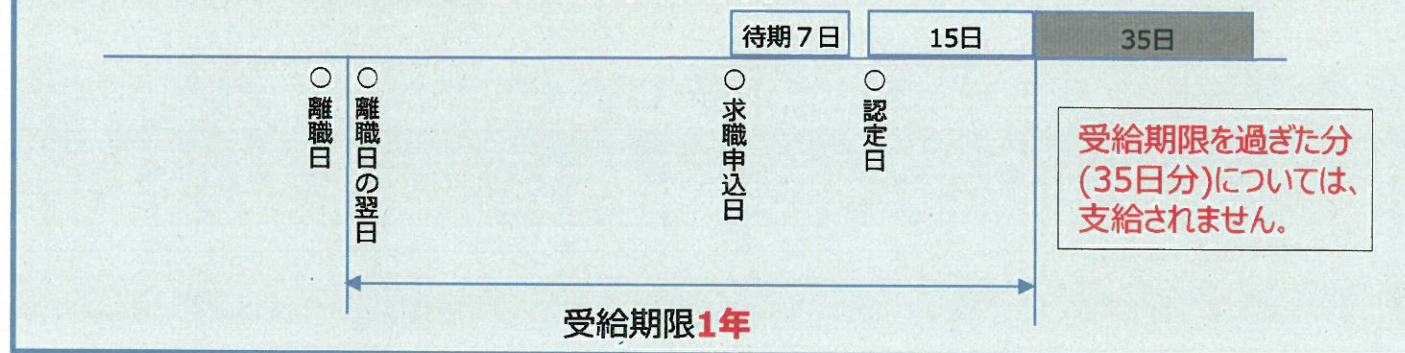 待期7日
15日
35日
○離職日
○離職日の翌日
○求職申込日
○認定日
受給期限を過ぎた分
(35日分)については、
支給されません。
受給期限1年